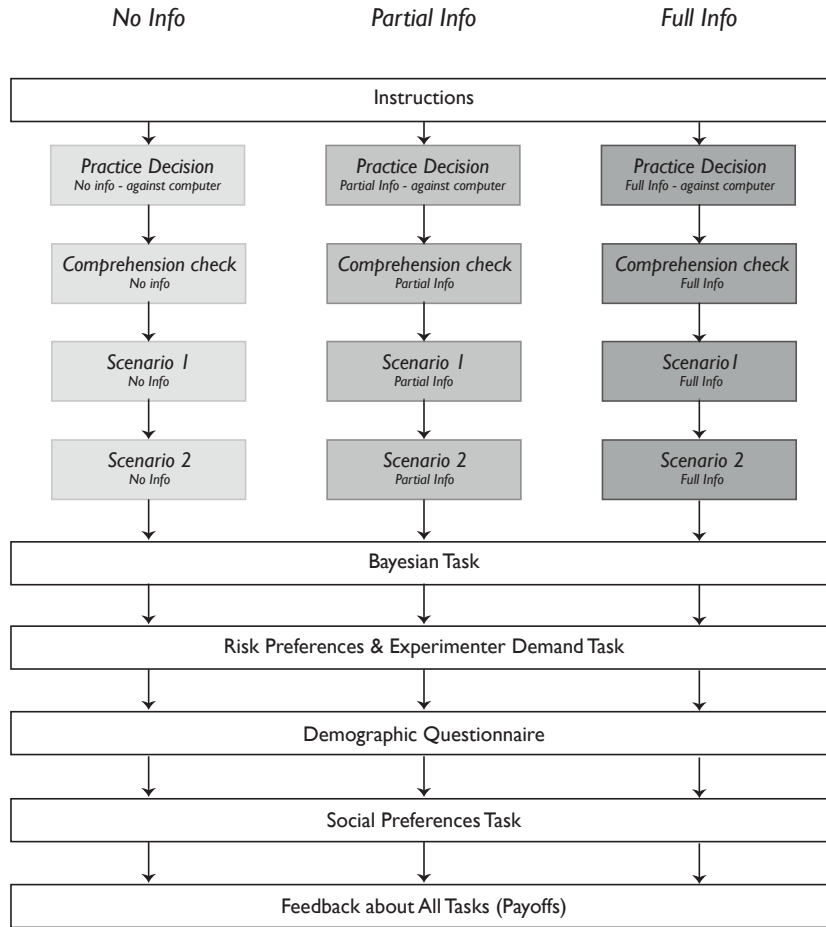 No Info
Partial Info
Full Info
Instructions
Practice Decision
No info - against computer
Practice Decision
Partial Info - against computer
Practice Decision
Full Info - against computer
Comprehension check
No info
Comprehension check
Partial Info
Comprehension check
Full Info
Scenario 1
No Info
Scenario 1
Partial Info
Scenario1
Full Info
Scenario 2
No Info
Scenario 2
Partial Info
Scenario 2
Full Info
Bayesian Task
Risk Preferences & Experimenter Demand Task
Demographic Questionnaire
Social Preferences Task
Feedback about All Tasks (Payoffs)